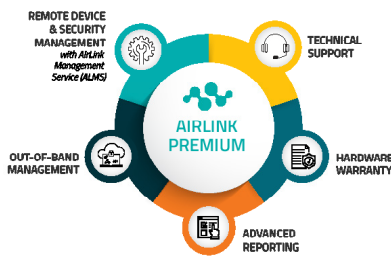 REMOTE DEVICE
& SECURITY
MANAGEMENT
with AirLink
Management
Service (ALMS)
TECHNICAL
SUPPORT
AIRLINK
PREMIUM
OUT-OF-BAND
MANAGEMENT
HARDWARE
WARRANTY
ADVANCED
REPORTING